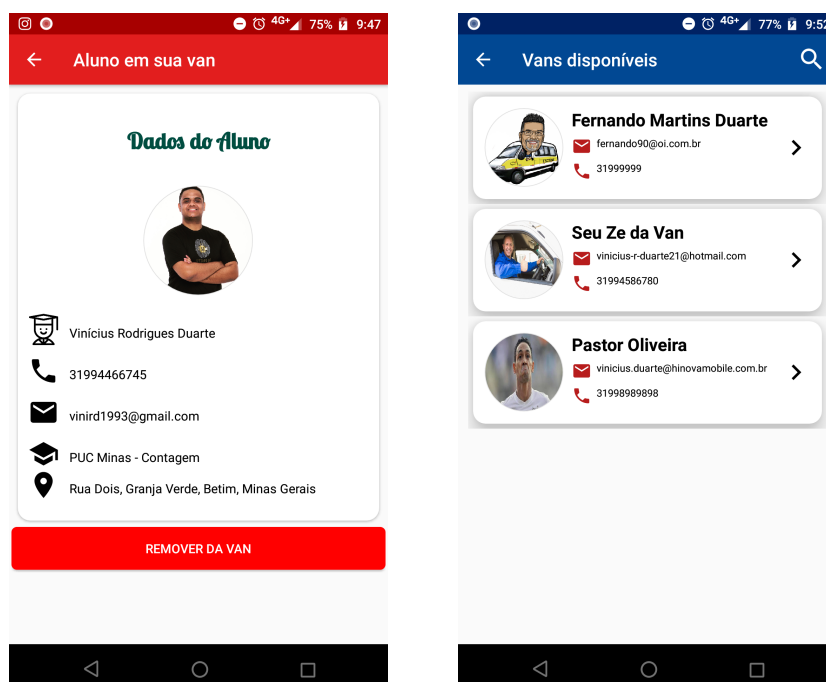 4G+ 75% 9:47
Aluno em sua van
Dados do Aluno
Vinícius Rodrigues Duarte
31994466745
vinird1993@gmail.com
PUC Minas - Contagem
Rua Dois, Granja Verde, Betim, Minas Gerais
REMOVER DA VAN
4G+ 77% 9:52
Vans disponíveis
Fernando Martins Duarte
fernando90@oi.com.br
31999999
Seu Ze da Van
vinicius-r-duarte21@hotmail.com
31994586780
Pastor Oliveira
vinicius.duarte@hinovamobile.com.br
31998989898